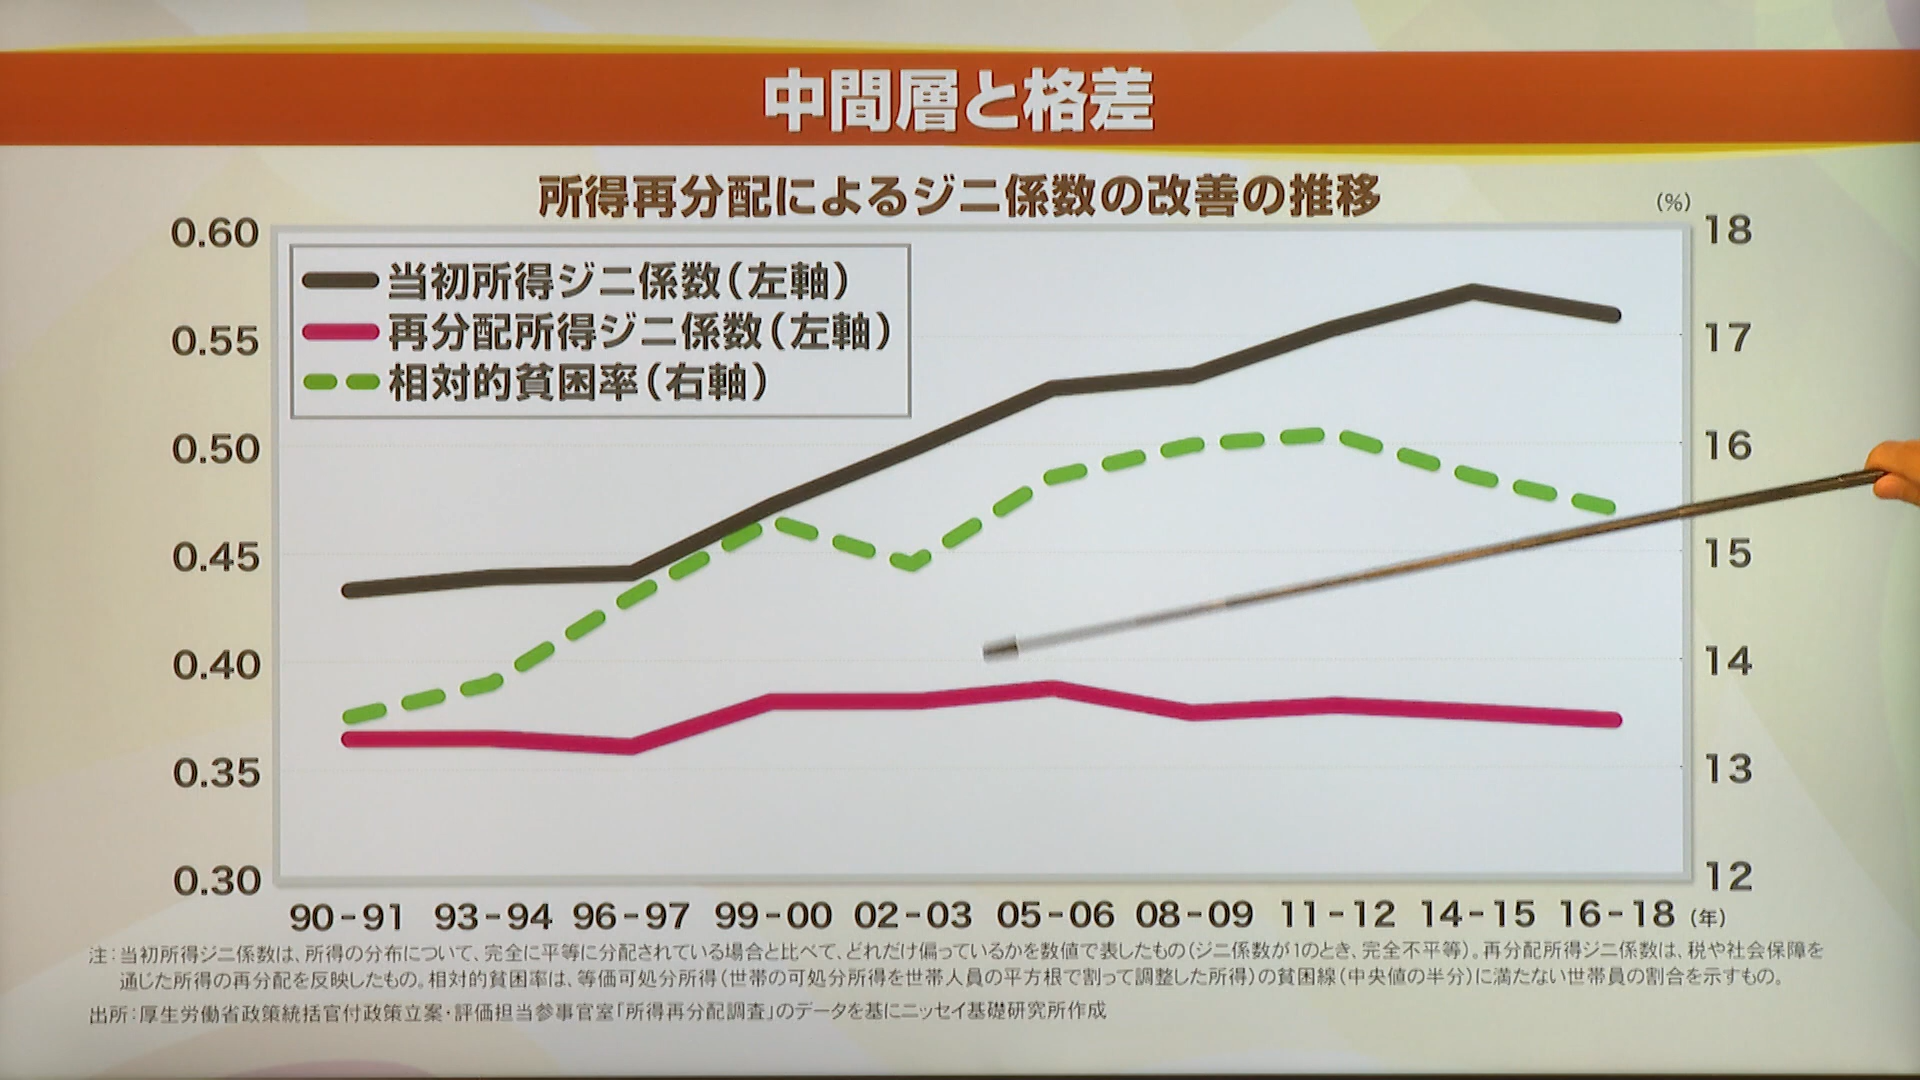 中間層と格差
所得再分配によるジニ係数の改善の推移
(%)
0.60
0.55
0.50
0.45
0.40
0.35
0.30
当初所得ジニ係数(左軸)
再分配所得ジニ係数(左軸)
相対的貧困率(右軸)
18
17
16
15
14
13
12
90-91 93-94 96-97 99-00 02-03 05-06 08-09 11-12 14-15 16-18 (年)
注:当初所得ジニ係数は、所得の分布について、完全に平等に分配されている場合と比べて、どれだけ偏っているかを数値で表したもの(ジニ係数が1のとき、完全不平等)。再分配所得ジニ係数は、税や社会保障を
通じた所得の再分配を反映したもの。相対的貧困率は、等価可処分所得(世帯の可処分所得を世帯人員の平方根で割って調整した所得)の貧困線(中央値の半分)に満たない世帯員の割合を示すもの。
出所:厚生労働省政策統括官付政策立案・評価担当参事官室「所得再分配調査」のデータを基にニッセイ基礎研究所作成